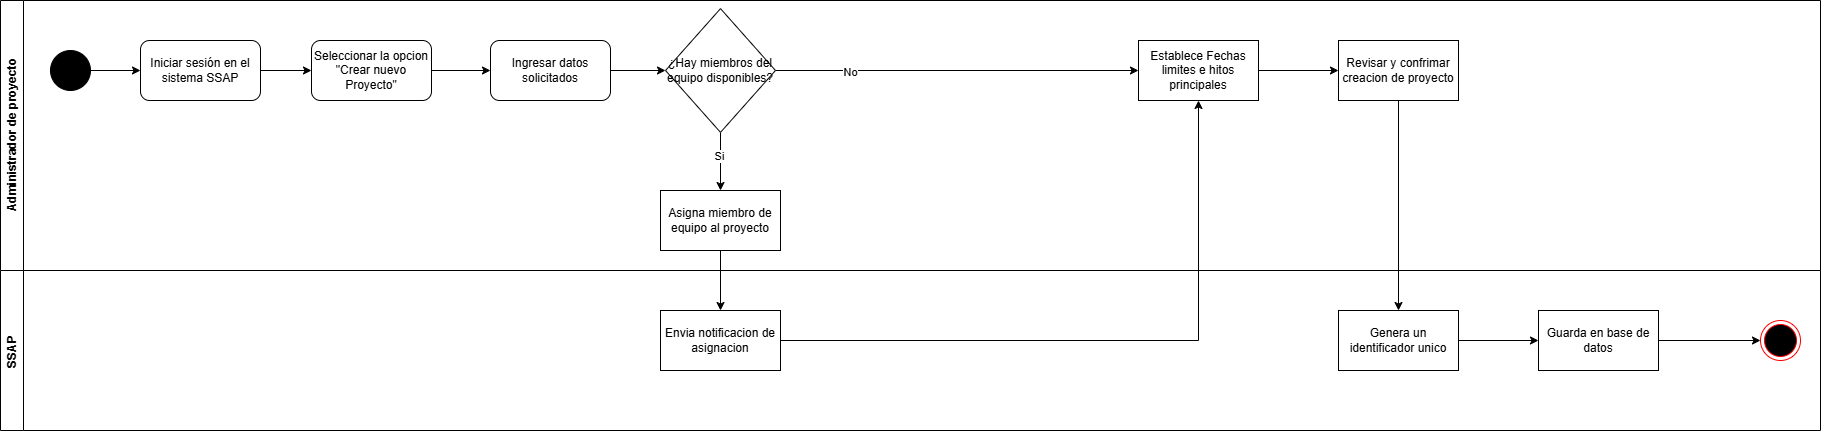 Administrador de proyecto
Iniciar sesión en el
sistema SSAP
Seleccionar la opcion
"Crear nuevo
Proyecto"
Ingresar datos
solicitados
¿Hay miembros del
equipo disponibles?
No
Establece Fechas
limites e hitos
principales
Revisar y confrimar
creacion de proyecto
Si
Asigna miembro de
equipo al proyecto
SSAP
Envia notificacion de
asignacion
Genera un
identificador unico
Guarda en base de
datos